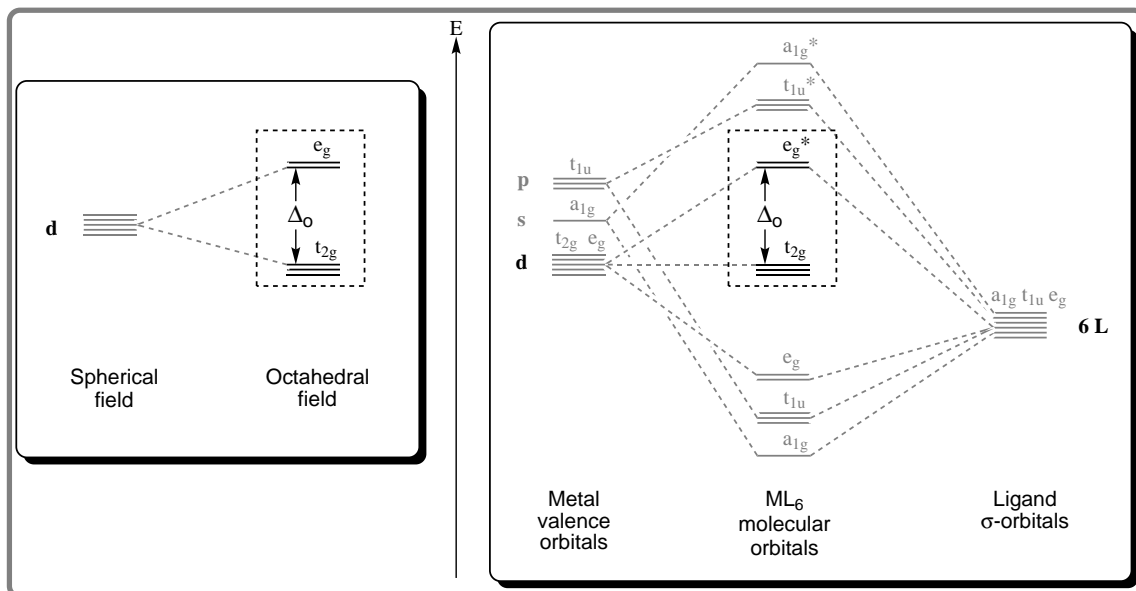 E
e_g
d
Δ_o
t_2g
Spherical
field
Octahedral
field
a_1g*
t_1u*
t_1u
e_g*
p
a_1g
s
Δ_o
t_2g e_g
t_2g
d
a_1g t_1u e_g
6 L
e_g
t_1u
a_1g
Metal
valence
orbitals
ML_6
molecular
orbitals
Ligand
σ-orbitals